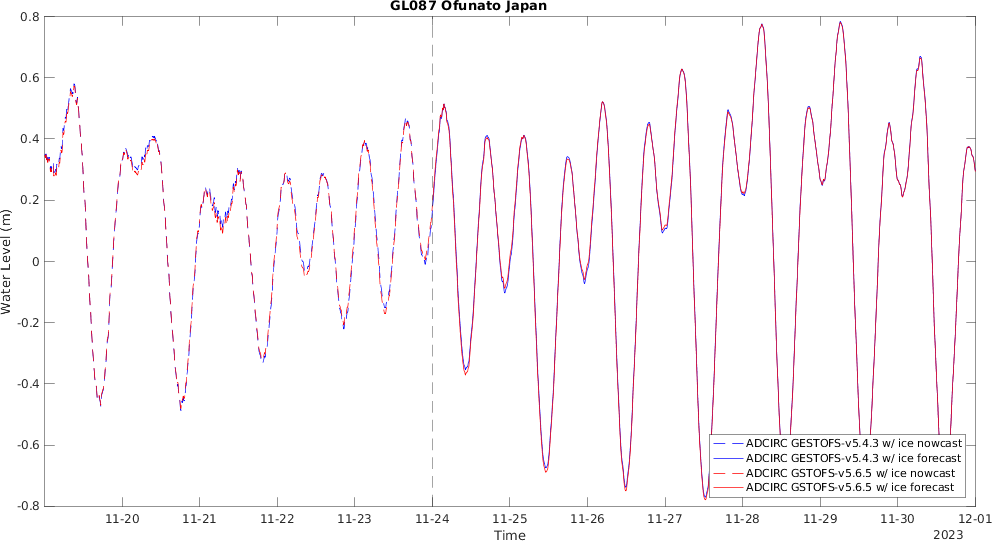 GL087 Ofunato Japan
0.8
0.6
0.4
0.2
0
-0.2
-0.4
-0.6
-0.8
Water Level (m)
ADCIRC GESTOFS-v5.4.3 w/ ice nowcast
ADCIRC GESTOFS-v5.4.3 w/ ice forecast
ADCIRC GSTOFS-v5.6.5 w/ ice nowcast
ADCIRC GSTOFS-v5.6.5 w/ ice forecast
11-20 11-21 11-22 11-23 11-24 11-25 11-26 11-27 11-28 11-29 11-30 12-01
Time
2023